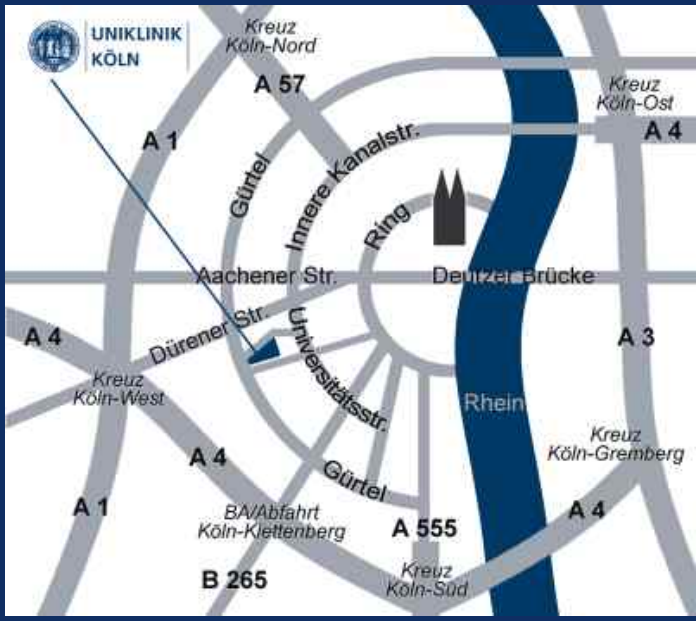 UNIKLINIK
KÖLN
Kreuz
Köln-Nord
A 57
Kreuz
Köln-Ost
A 4
A 1
Gürtel
Innere Kanalstr.
Ring
Aachener Str.
Deutzer Brücke
Dürener Str.
Universitätsstr.
A 4
A 3
Kreuz
Köln-West
Rhein
Kreuz
Köln-Gremberg
A 4
Gürtel
A 1
BA/Abfahrt
Köln-Klettenberg
A 555
A 4
B 265
Kreuz
Köln-Süd